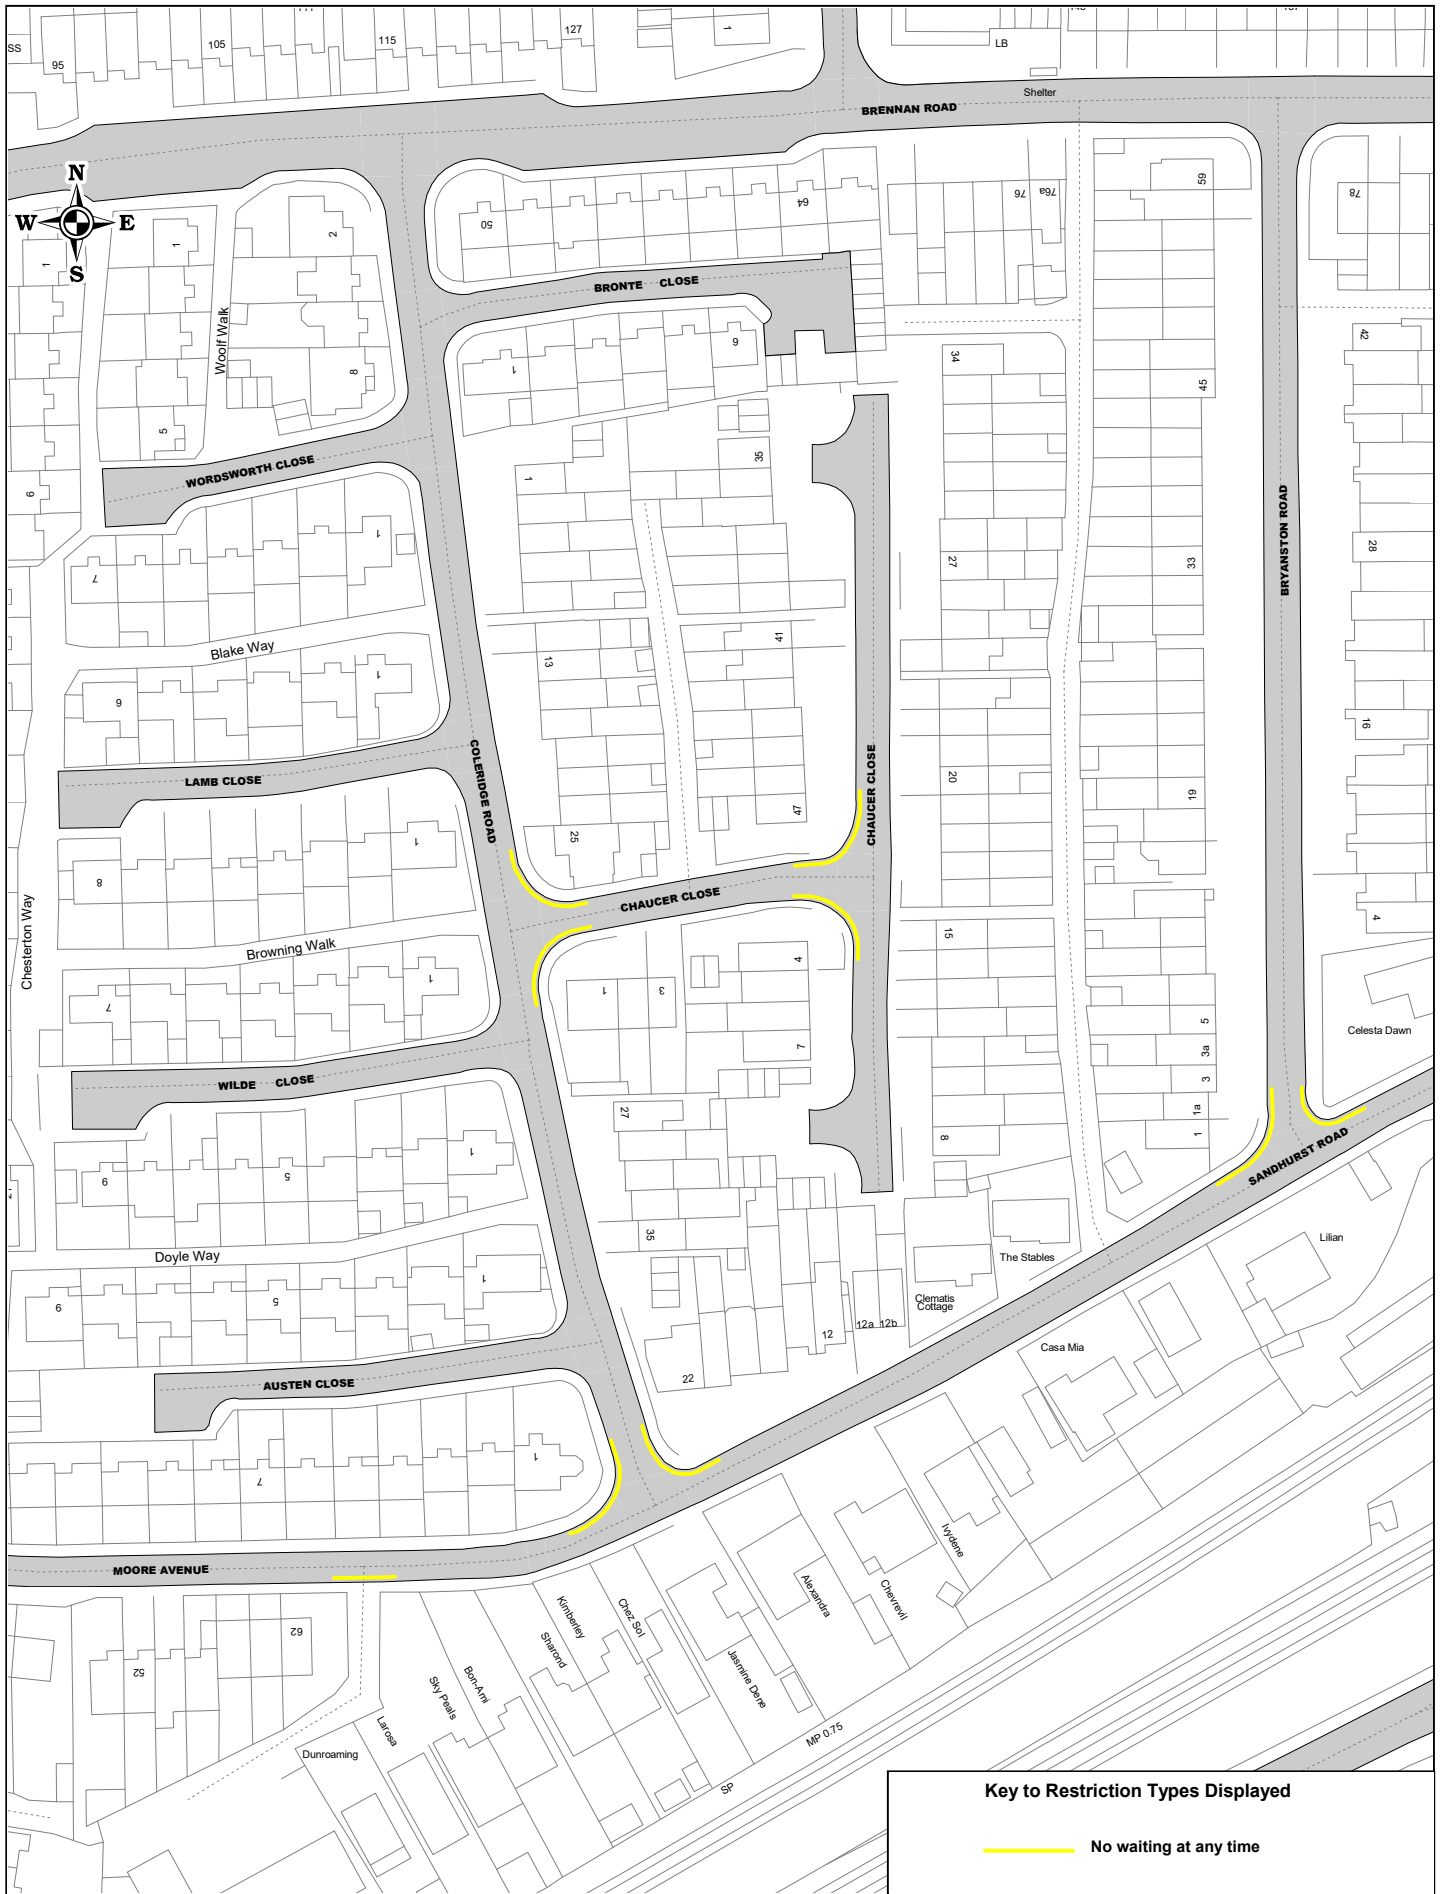 SS
95
105
115
127
1
LB
Shelter
BRENNAN ROAD
N
W E
S
1
1
2
50
64
76
76a
59
78
BRONTE CLOSE
Woolf Walk
8
5
6
1
9
34
45
42
WORDSWORTH CLOSE
1
35
7
1
27
33
28
BRYANSTON ROAD
Blake Way
13
41
9
1
16
COLERIDGE ROAD
LAMB CLOSE
CHAUCER CLOSE
20
19
47
25
1
8
CHAUCER CLOSE
4
Chesterton Way
Browning Walk
15
4
1
3
7
1
7
5
3a
3
1a
1
Celesta Dawn
WILDE CLOSE
27
8
SANDHURST ROAD
1
5
9
35
Lilian
The Stables
Doyle Way
Clematis
Cottage
9
5
1
12
12a
12b
22
Casa Mia
AUSTEN CLOSE
7
1
MOORE AVENUE
Ivydene
Chevrevil
Alexandra
Chez Sol
Kimberley
Sharond
Jasmine Dene
Bon-Ami
Sky Peals
Larosa
Dunroaming
52
62
MP 0.75
SP
Key to Restriction Types Displayed
No waiting at any time